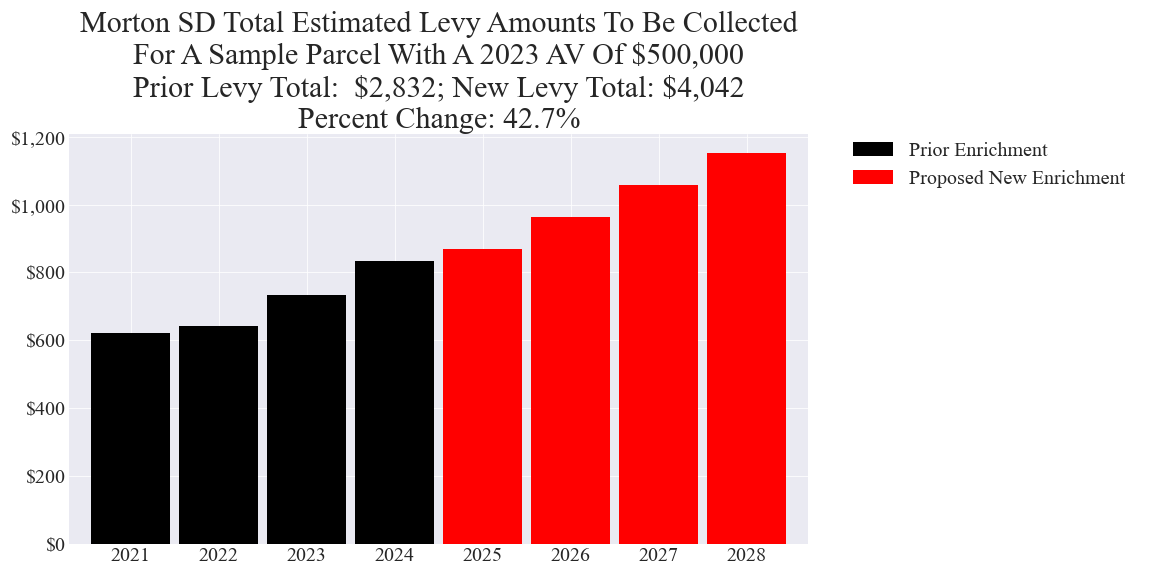 Morton SD Total Estimated Levy Amounts To Be Collected
For A Sample Parcel With A 2023 AV Of $500,000
Prior Levy Total:  $2,832; New Levy Total: $4,042
Percent Change: 42.7%
$1,200
$1,000
$800
$600
$400
$200
$0
2021 2022 2023 2024 2025 2026 2027 2028
Prior Enrichment
Proposed New Enrichment